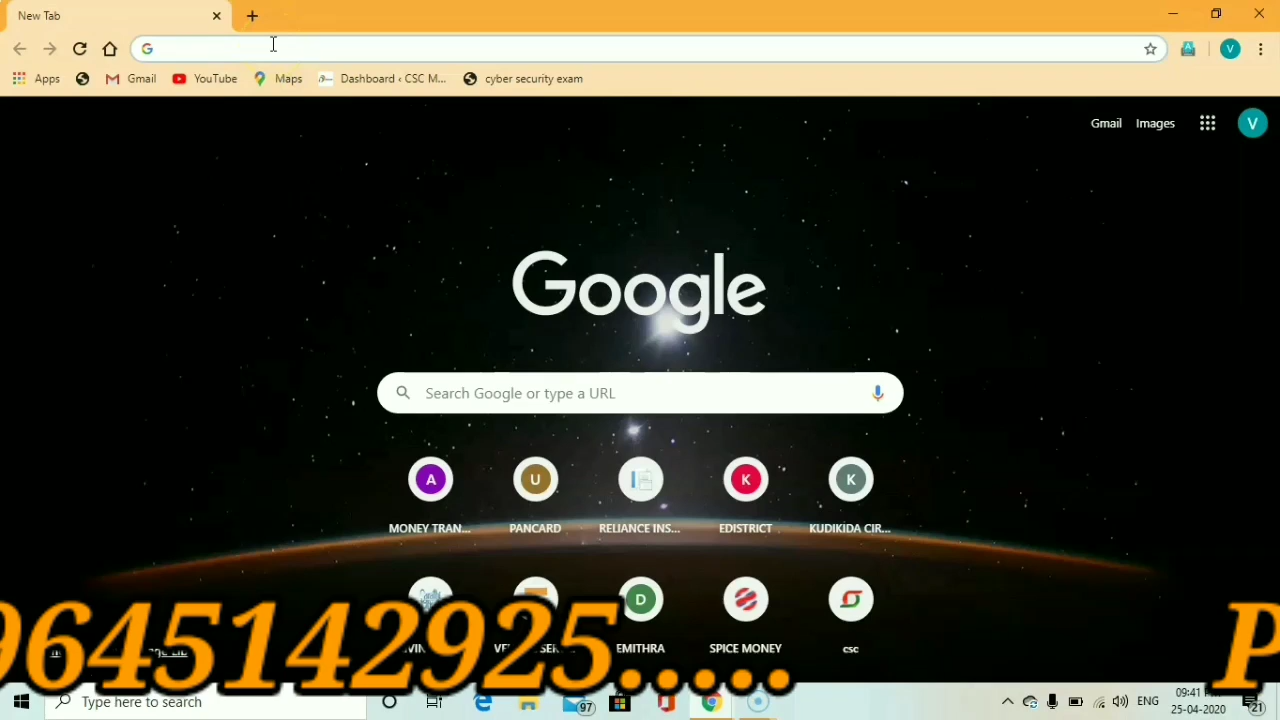 New Tab
Apps
Gmail
YouTube
Maps
Dashboard ‹ CSC M...
cyber security exam
Gmail Images V
Google
Search Google or type a URL
A U K K
MONEY TRAN... PANCARD RELIANCE INS... EDISTRICT KUDIKIDA CIR...
D
EMITHRA SPICE MONEY csc
9645142925..... P
Type here to search
97
ENG
25-04-2020
21